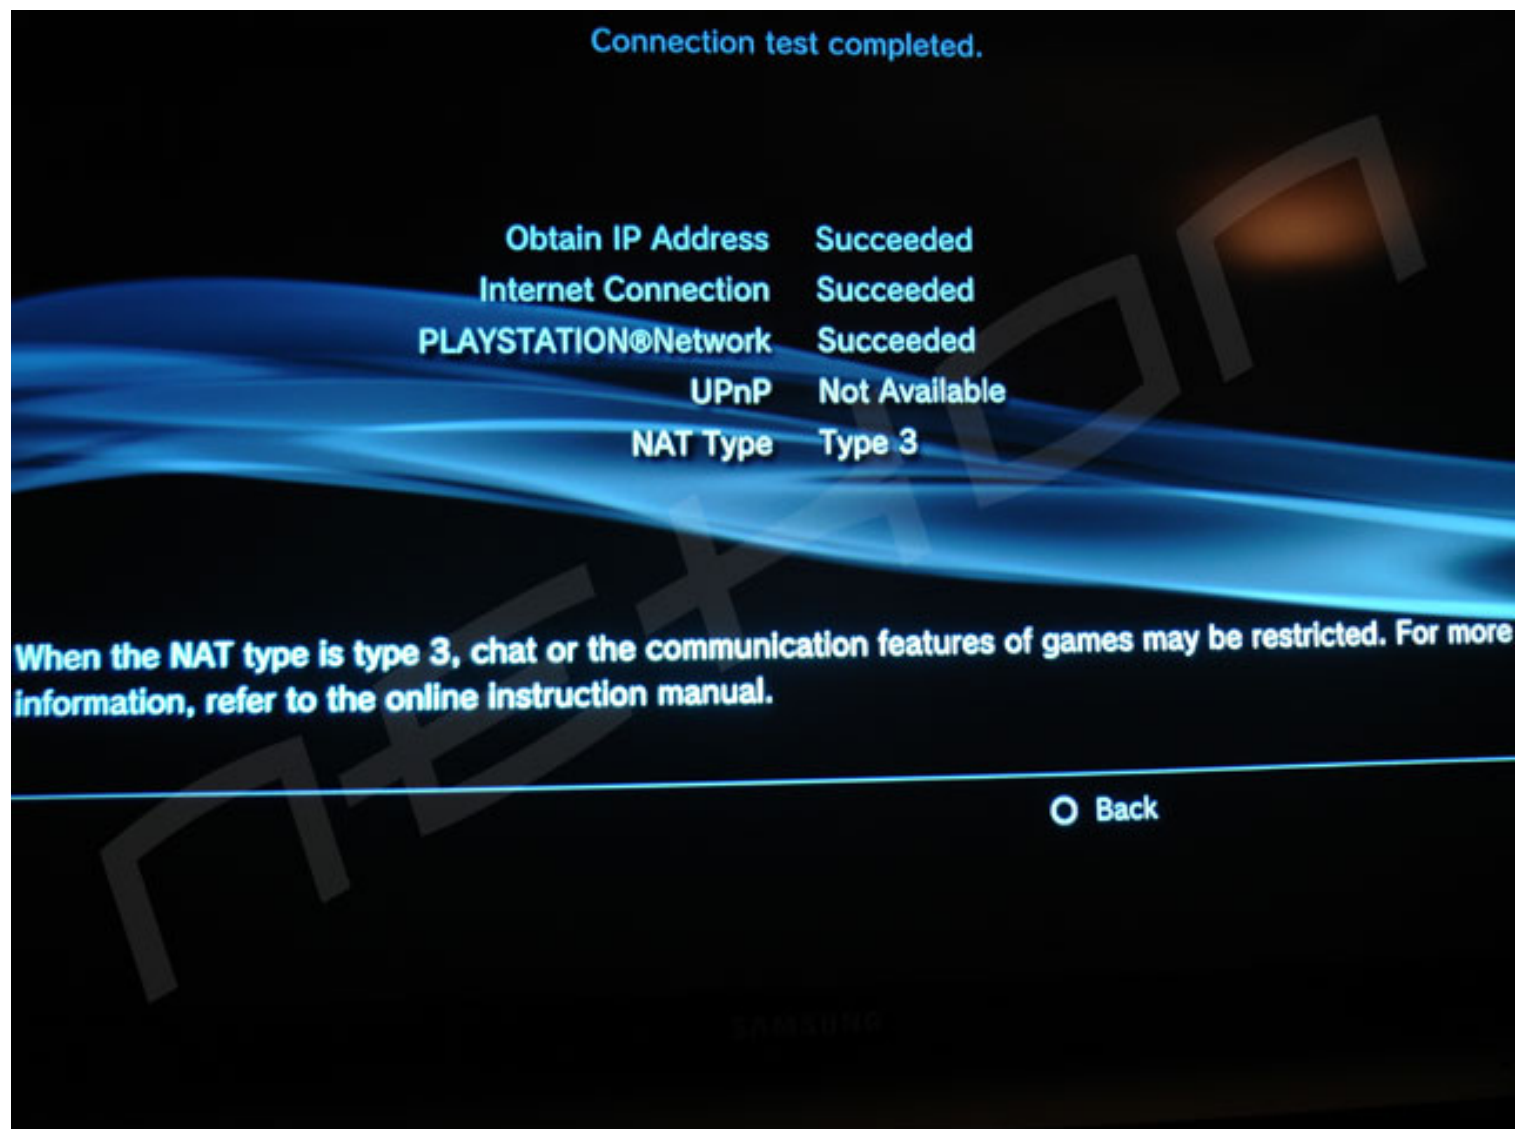 Connection test completed.
Obtain IP Address Succeeded
Internet Connection Succeeded
PLAYSTATION®Network Succeeded
UPnP Not Available
NAT Type Type 3
When the NAT type is type 3, chat or the communication features of games may be restricted. For more
information, refer to the online instruction manual.
Back
SAMSUNG